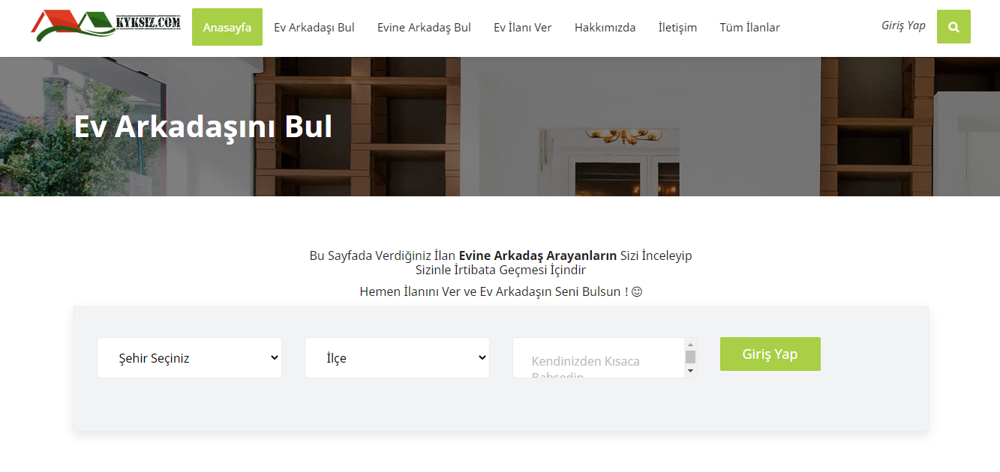 KYKSIZ.COM
Anasayfa
Ev Arkadaşı Bul
Evine Arkadaş Bul
Ev İlanı Ver
Hakkımızda
İletişim
Tüm İlanlar
Giriş Yap
Ev Arkadaşını Bul
Bu Sayfada Verdiğiniz İlan Evine Arkadaş Arayanların Sizi İnceleyip
Sizinle İrtibata Geçmesi İçindir
Hemen İlanını Ver ve Ev Arkadaşın Seni Bulsun ! ☺
Şehir Seçiniz
İlçe
Kendinizden Kısaca
Bahsedin
Giriş Yap